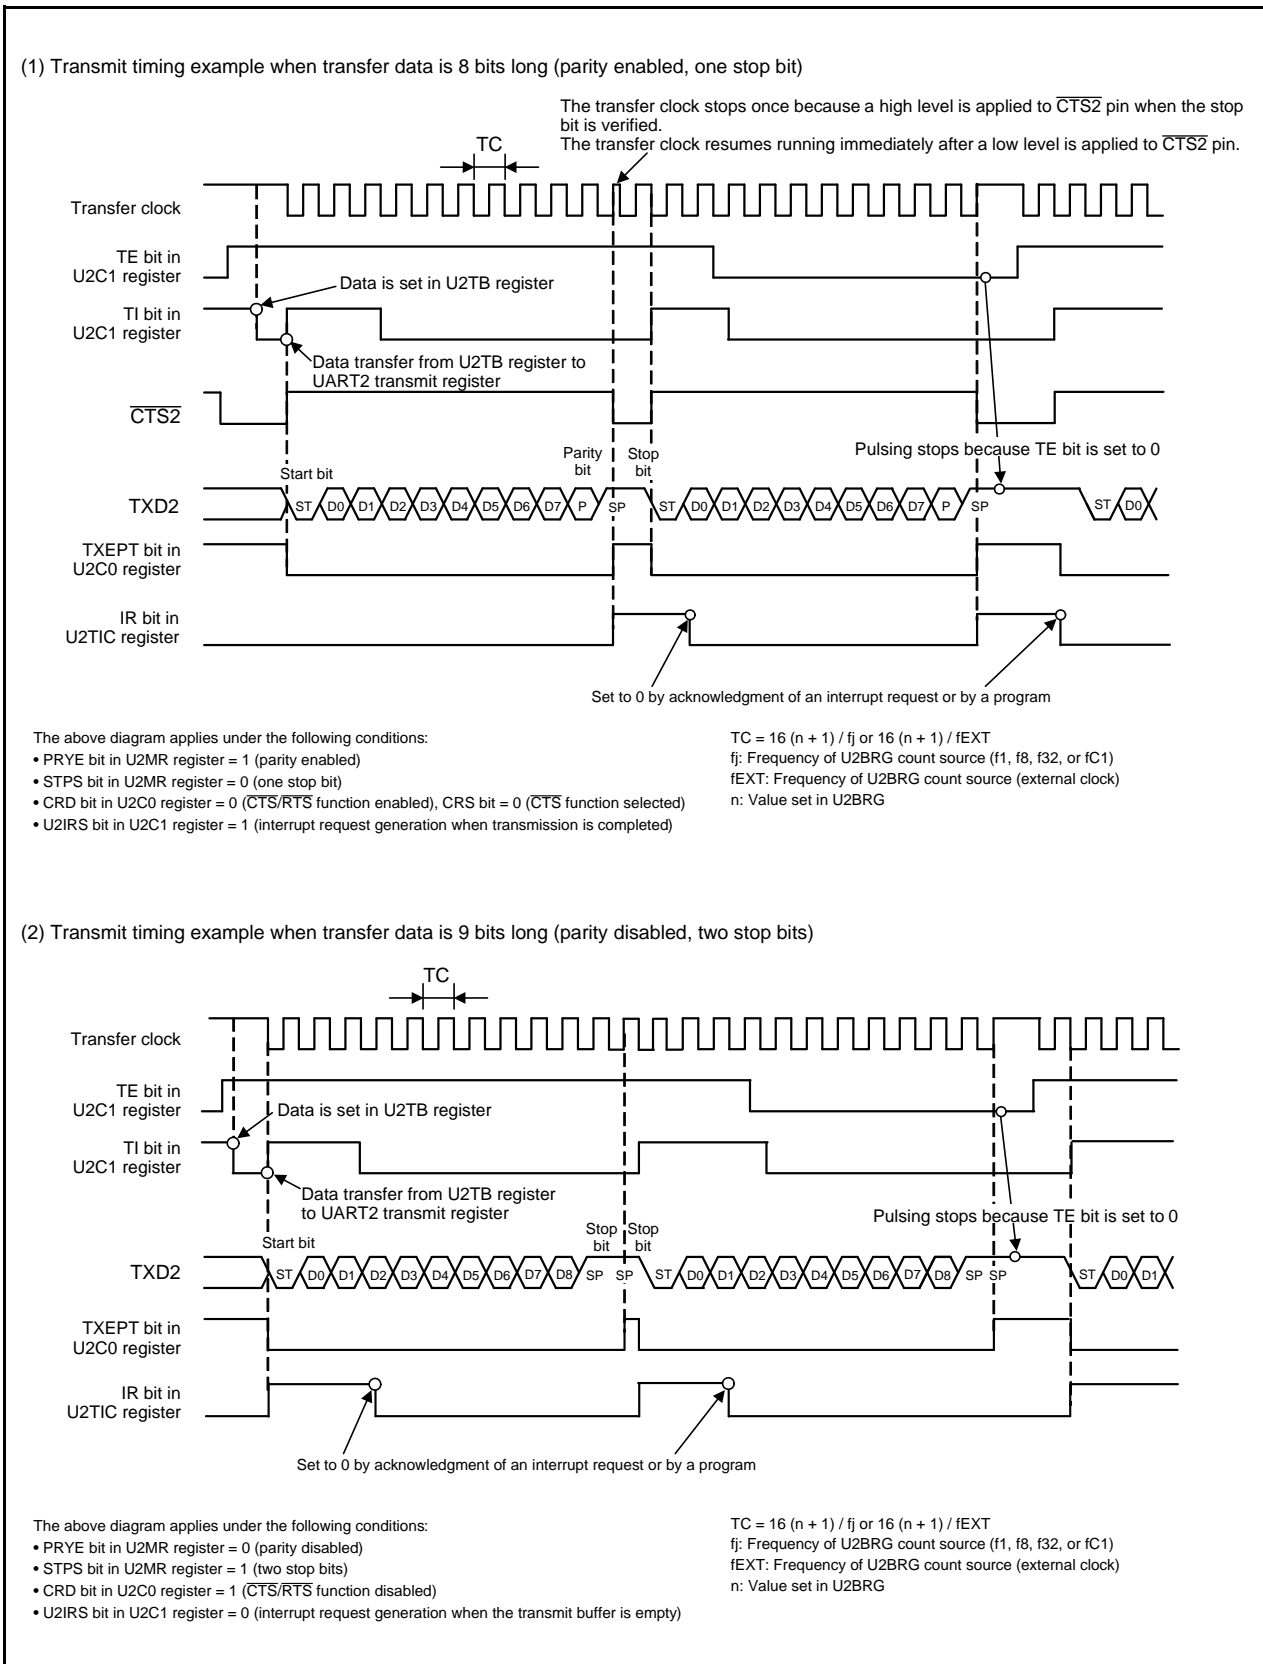 (1) Transmit timing example when transfer data is 8 bits long (parity enabled, one stop bit)
The transfer clock stops once because a high level is applied to CTS2 pin when the stop
bit is verified.
The transfer clock resumes running immediately after a low level is applied to CTS2 pin.
TC
Transfer clock
TE bit in
U2C1 register
Data is set in U2TB register
TI bit in
U2C1 register
Data transfer from U2TB register to
UART2 transmit register
CTS2
Pulsing stops because TE bit is set to 0
Start bit
Parity
bit
Stop
bit
TXD2
ST D0 D1 D2 D3 D4 D5 D6 D7 P SP ST D0 D1 D2 D3 D4 D5 D6 D7 P SP ST D0
TXEPT bit in
U2C0 register
IR bit in
U2TIC register
Set to 0 by acknowledgment of an interrupt request or by a program
The above diagram applies under the following conditions:
• PRYE bit in U2MR register = 1 (parity enabled)
• STPS bit in U2MR register = 0 (one stop bit)
• CRD bit in U2C0 register = 0 (CTS/RTS function enabled), CRS bit = 0 (CTS function selected)
• U2IRS bit in U2C1 register = 1 (interrupt request generation when transmission is completed)
TC = 16 (n + 1) / fj or 16 (n + 1) / fEXT
fj: Frequency of U2BRG count source (f1, f8, f32, or fC1)
fEXT: Frequency of U2BRG count source (external clock)
n: Value set in U2BRG
(2) Transmit timing example when transfer data is 9 bits long (parity disabled, two stop bits)
TC
Transfer clock
TE bit in
U2C1 register
Data is set in U2TB register
TI bit in
U2C1 register
Data transfer from U2TB register
to UART2 transmit register
Pulsing stops because TE bit is set to 0
Start bit
Stop
bit
Stop
bit
TXD2
ST D0 D1 D2 D3 D4 D5 D6 D7 D8 SP SP ST D0 D1 D2 D3 D4 D5 D6 D7 D8 SP SP ST D0 D1
TXEPT bit in
U2C0 register
IR bit in
U2TIC register
Set to 0 by acknowledgment of an interrupt request or by a program
The above diagram applies under the following conditions:
• PRYE bit in U2MR register = 0 (parity disabled)
• STPS bit in U2MR register = 1 (two stop bits)
• CRD bit in U2C0 register = 1 (CTS/RTS function disabled)
• U2IRS bit in U2C1 register = 0 (interrupt request generation when the transmit buffer is empty)
TC = 16 (n + 1) / fj or 16 (n + 1) / fEXT
fj: Frequency of U2BRG count source (f1, f8, f32, or fC1)
fEXT: Frequency of U2BRG count source (external clock)
n: Value set in U2BRG